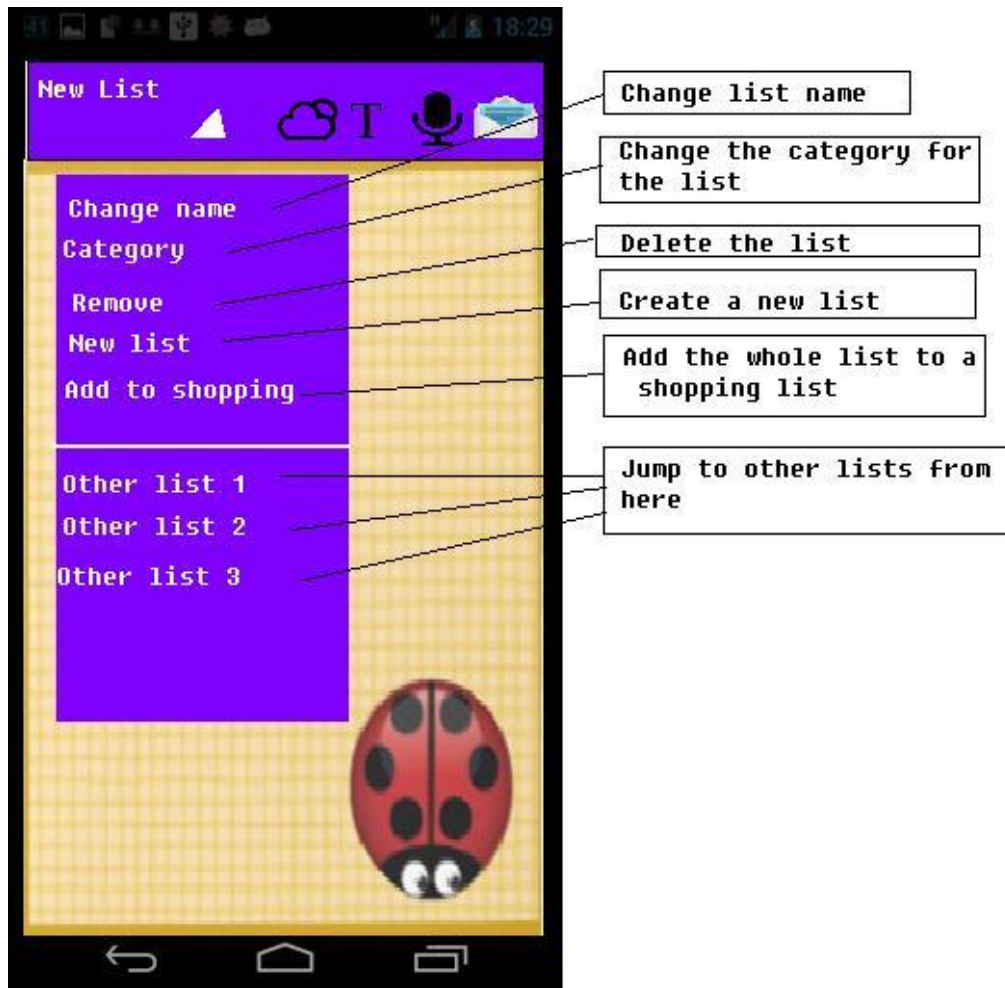 18:29
New List
T
Change name
Category
Remove
New list
Add to shopping
Other list 1
Other list 2
Other list 3
Change list name
Change the category for
the list
Delete the list
Create a new list
Add the whole list to a
shopping list
Jump to other lists from
here